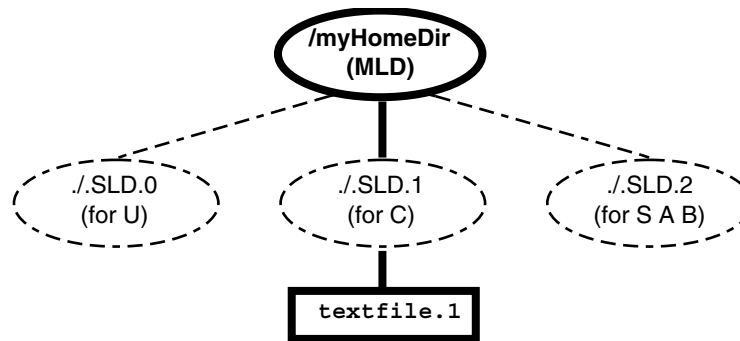 /myHomeDir
(MLD)
./.SLD.0
(for U)
./.SLD.1
(for C)
./.SLD.2
(for S A B)
textfile.1